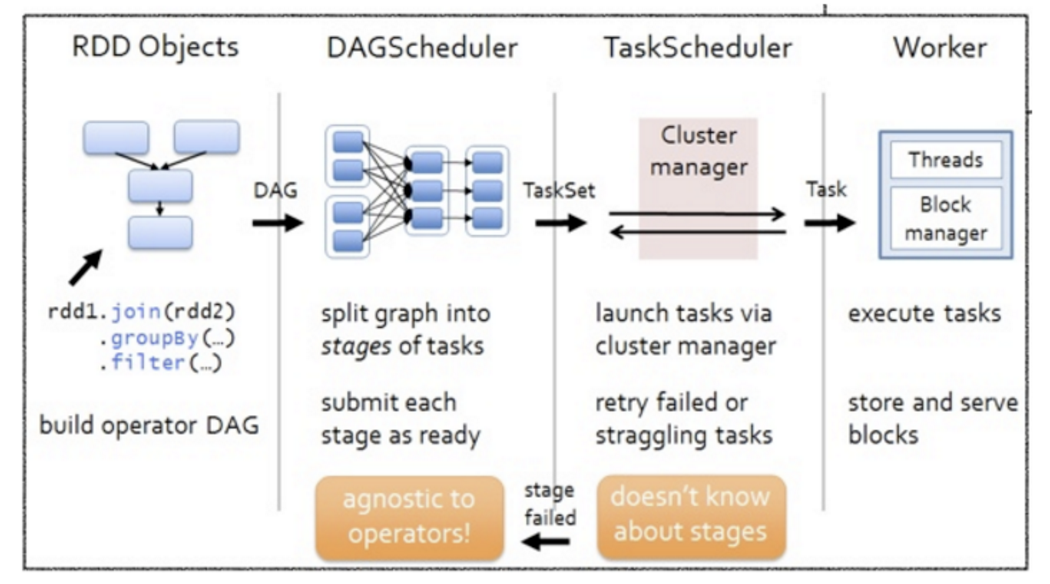 RDD Objects
DAGScheduler
TaskScheduler
Worker
DAG
TaskSet
Cluster
manager
Task
Threads
Block
manager
rdd1.join(rdd2)
.groupBy(…)
.filter(…)
build operator DAG
split graph into
stages of tasks
submit each
stage as ready
agnostic to
operators!
stage
failed
launch tasks via
cluster manager
retry failed or
straggling tasks
doesn't know
about stages
execute tasks
store and serve
blocks